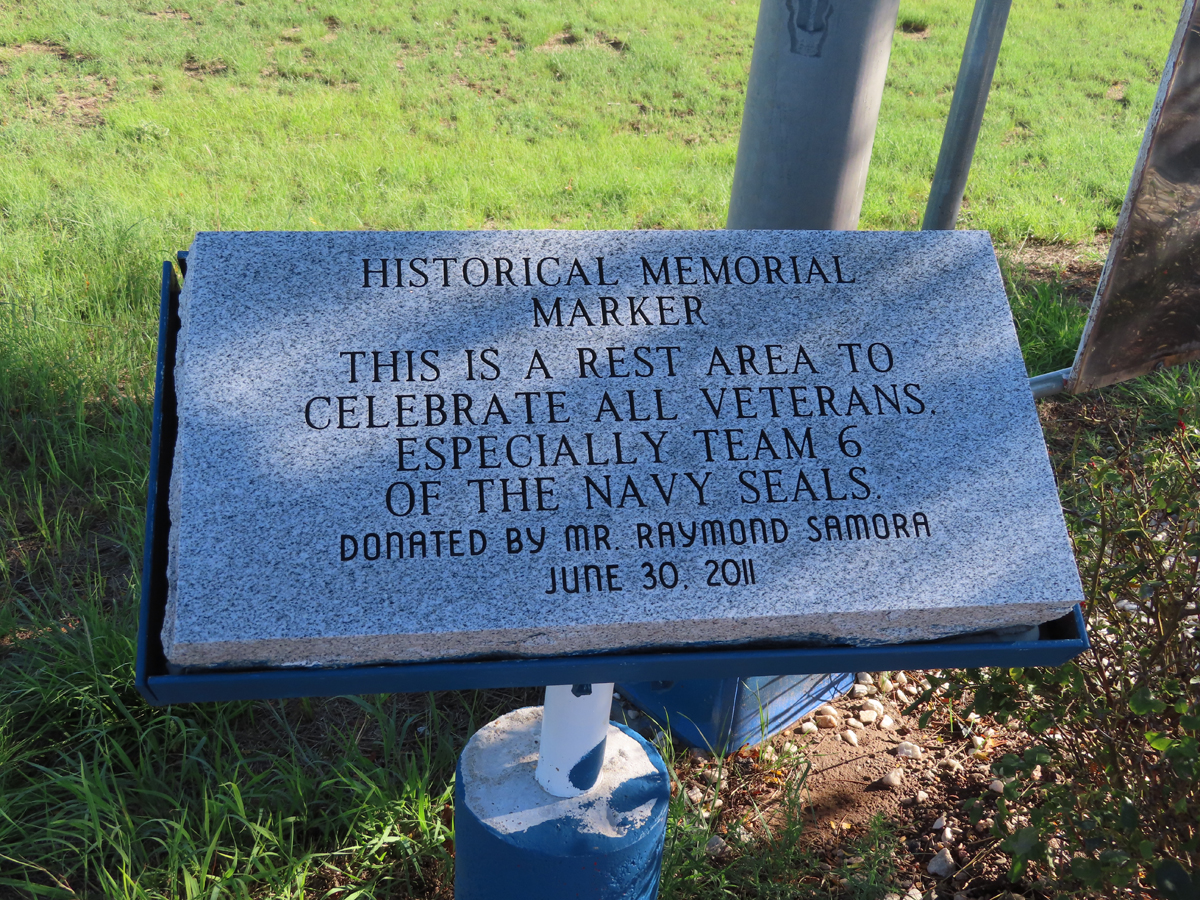 HISTORICAL MEMORIAL
MARKER
THIS IS A REST AREA TO
CELEBRATE ALL VETERANS,
ESPECIALLY TEAM 6
OF THE NAVY SEALS.
DONATED BY MR. RAYMOND SAMORA
JUNE 30, 2011